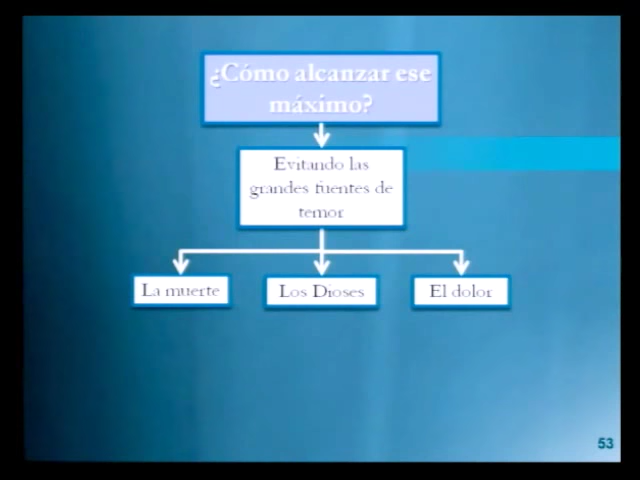 ¿Cómo alcanzar ese
máximo?
Evitando las
grandes fuentes de
temor
La muerte
Los Dioses
El dolor
53